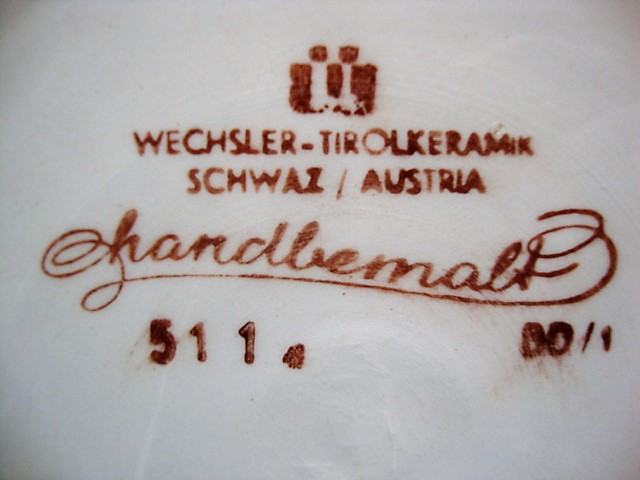 WECHSLER-TIROLKERAMIK
SCHWAZ / AUSTRIA
handbemalt
511